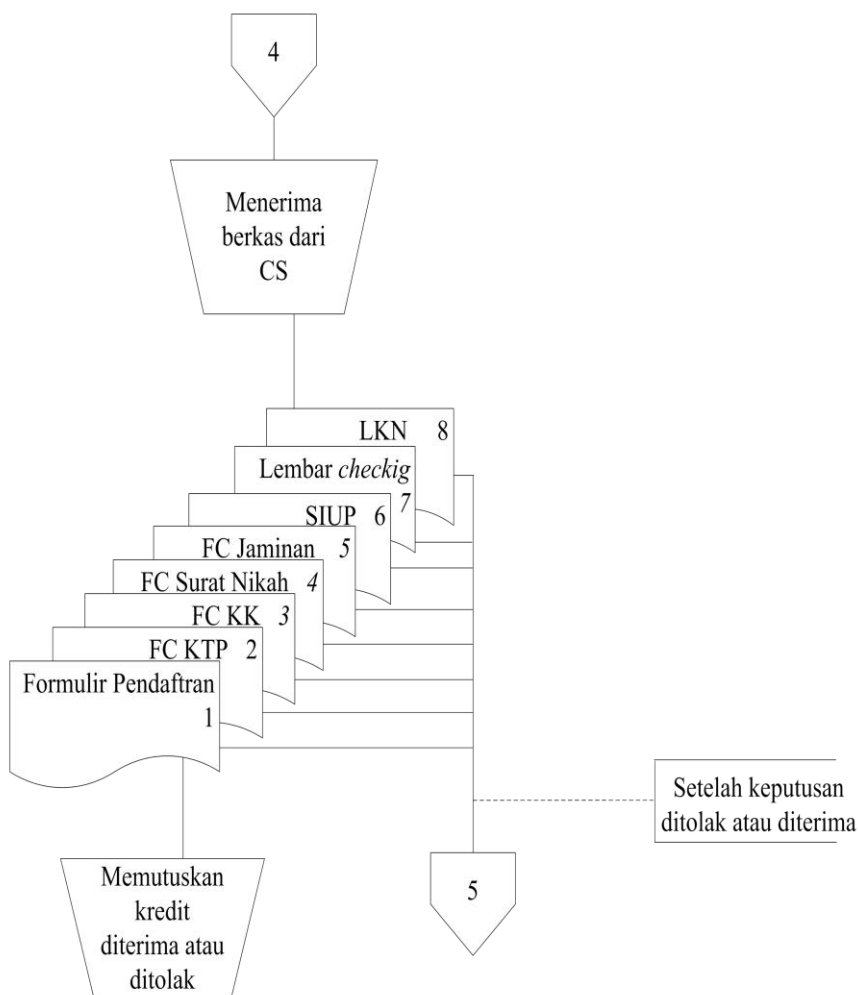 4
Menerima
berkas dari
CS
LKN 8
Lembar checkig
7
SIUP 6
FC Jaminan 5
FC Surat Nikah 4
FC KK 3
FC KTP 2
Formulir Pendaftran
1
Setelah keputusan
ditolak atau diterima
Memutuskan
kredit
diterima atau
ditolak
5